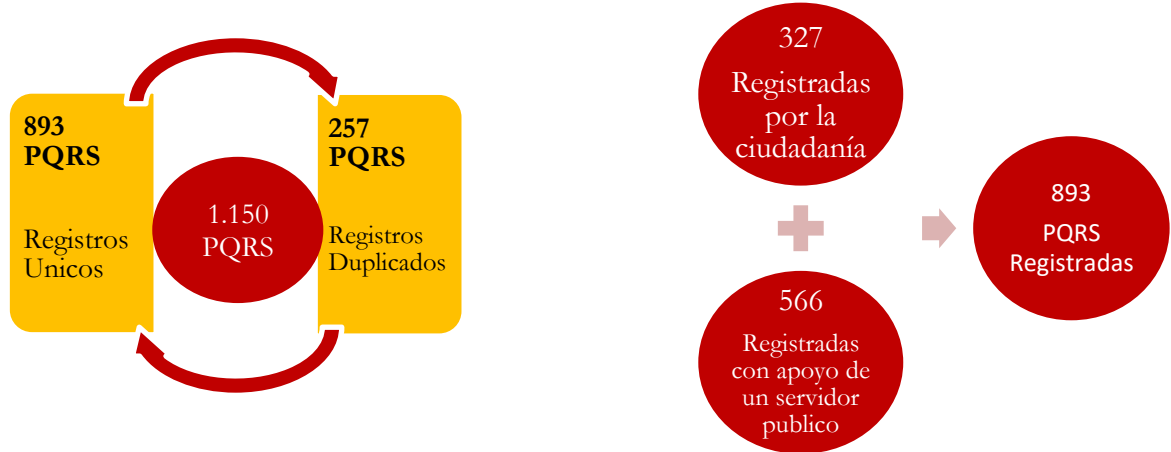 893
PQRS
Registros
Unicos
1.150
PQRS
257
PQRS
Registros
Duplicados
327
Registradas
por la
ciudadanía
566
Registradas
con apoyo de
un servidor
publico
893
PQRS
Registradas